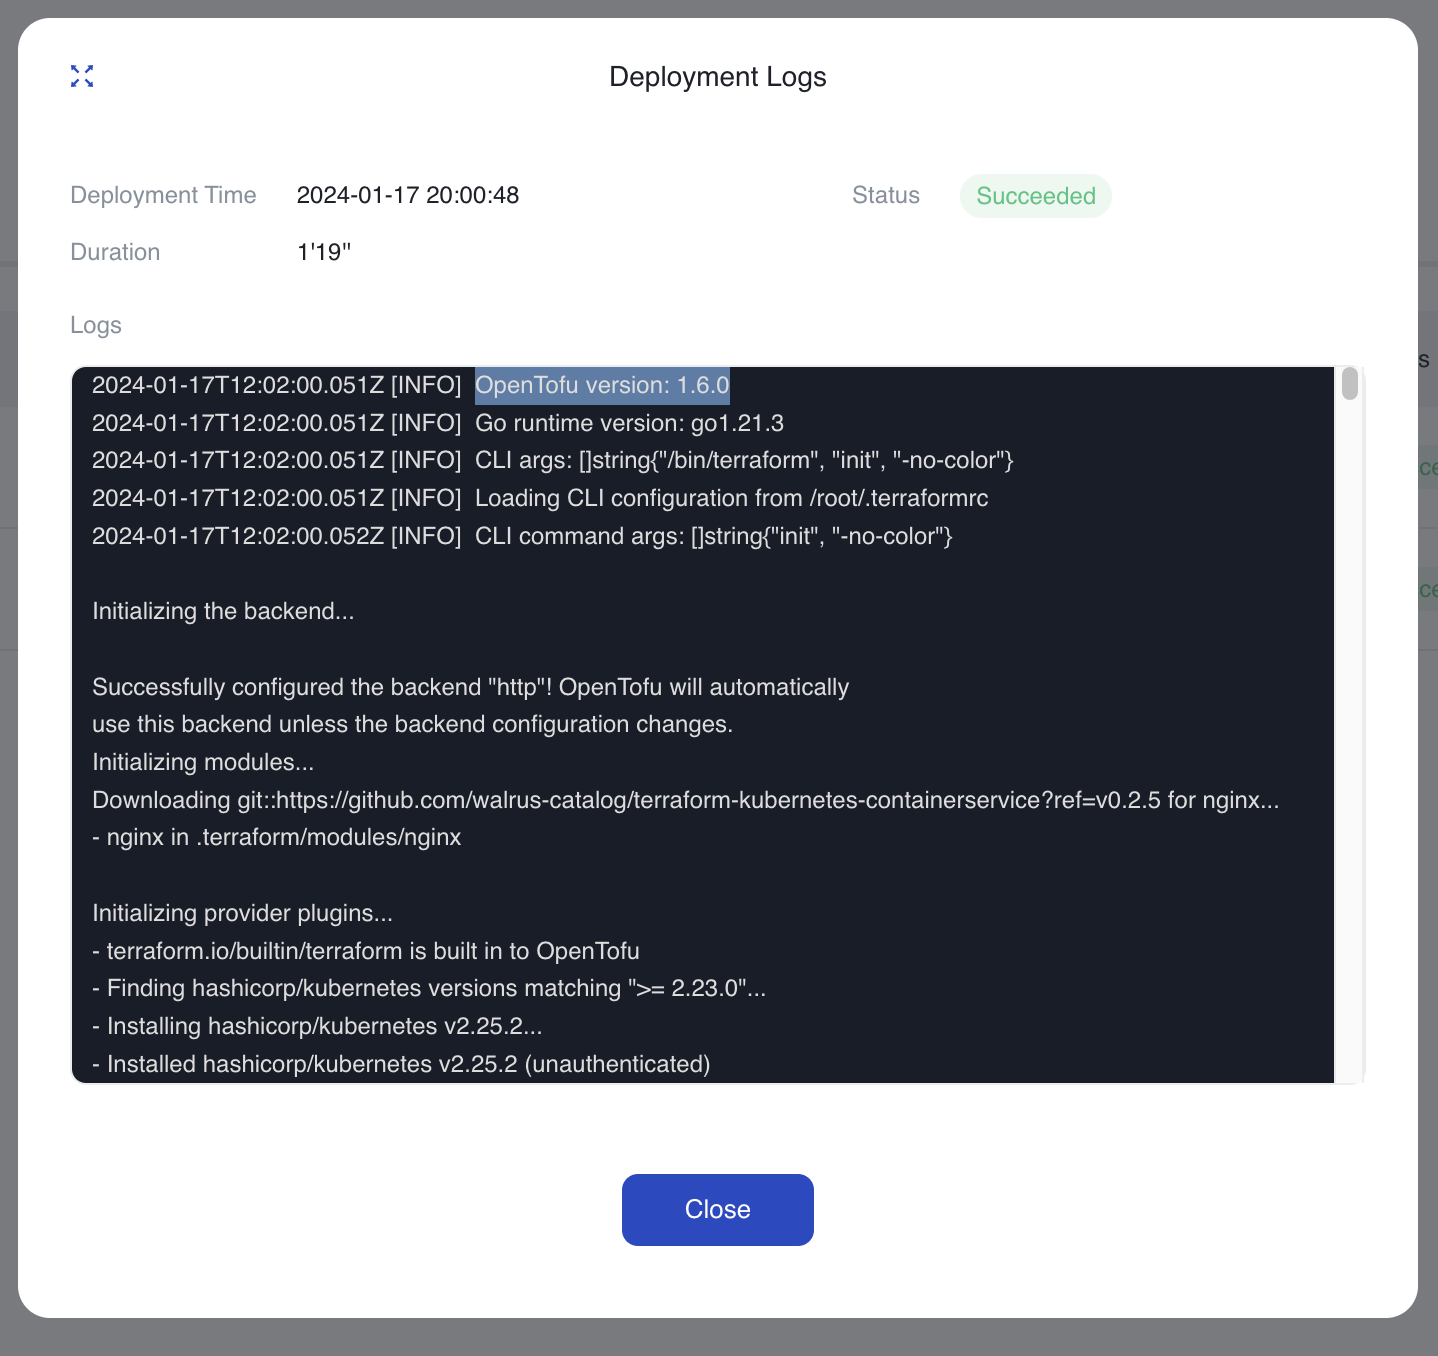 Deployment Logs
Deployment Time 2024-01-17 20:00:48 Status Succeeded
Duration 1'19"
Logs
2024-01-17T12:02:00.051Z [INFO]  OpenTofu version: 1.6.0
2024-01-17T12:02:00.051Z [INFO]  Go runtime version: go1.21.3
2024-01-17T12:02:00.051Z [INFO]  CLI args: []string{"/bin/terraform", "init", "-no-color"}
2024-01-17T12:02:00.051Z [INFO]  Loading CLI configuration from /root/.terraformrc
2024-01-17T12:02:00.052Z [INFO]  CLI command args: []string{"init", "-no-color"}
Initializing the backend...
Successfully configured the backend "http"! OpenTofu will automatically
use this backend unless the backend configuration changes.
Initializing modules...
Downloading git::https://github.com/walrus-catalog/terraform-kubernetes-containerservice?ref=v0.2.5 for nginx...
- nginx in .terraform/modules/nginx
Initializing provider plugins...
- terraform.io/builtin/terraform is built in to OpenTofu
- Finding hashicorp/kubernetes versions matching ">= 2.23.0"...
- Installing hashicorp/kubernetes v2.25.2...
- Installed hashicorp/kubernetes v2.25.2 (unauthenticated)
Close